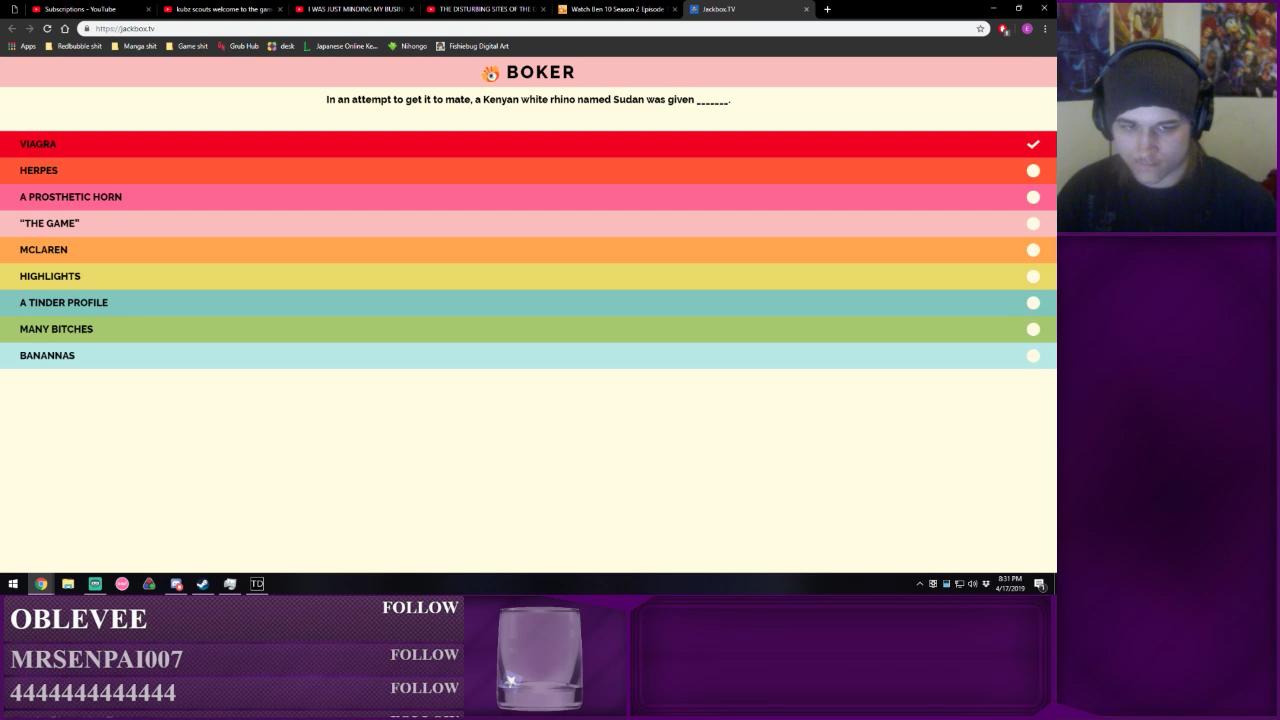 Subscriptions - YouTube
kubz scouts welcome to the gam
I WAS JUST MINDING MY BUSIN
THE DISTURBING SITES OF THE
Watch Ben 10 Season 2 Episode
Jackbox.TV
https://jackbox.tv
Apps
Redbubble shit
Manga shit
Game shit
Grub Hub
desk
Japanese Online Ke...
Nihongo
Fishiebug Digital Art
BOKER
In an attempt to get it to mate, a Kenyan white rhino named Sudan was given _______.
VIAGRA
HERPES
A PROSTHETIC HORN
“THE GAME”
MCLAREN
HIGHLIGHTS
A TINDER PROFILE
MANY BITCHES
BANANNAS
TD
8:31 PM
4/17/2019
OBLEVEE FOLLOW
MRSENPAI007 FOLLOW
4444444444444 FOLLOW